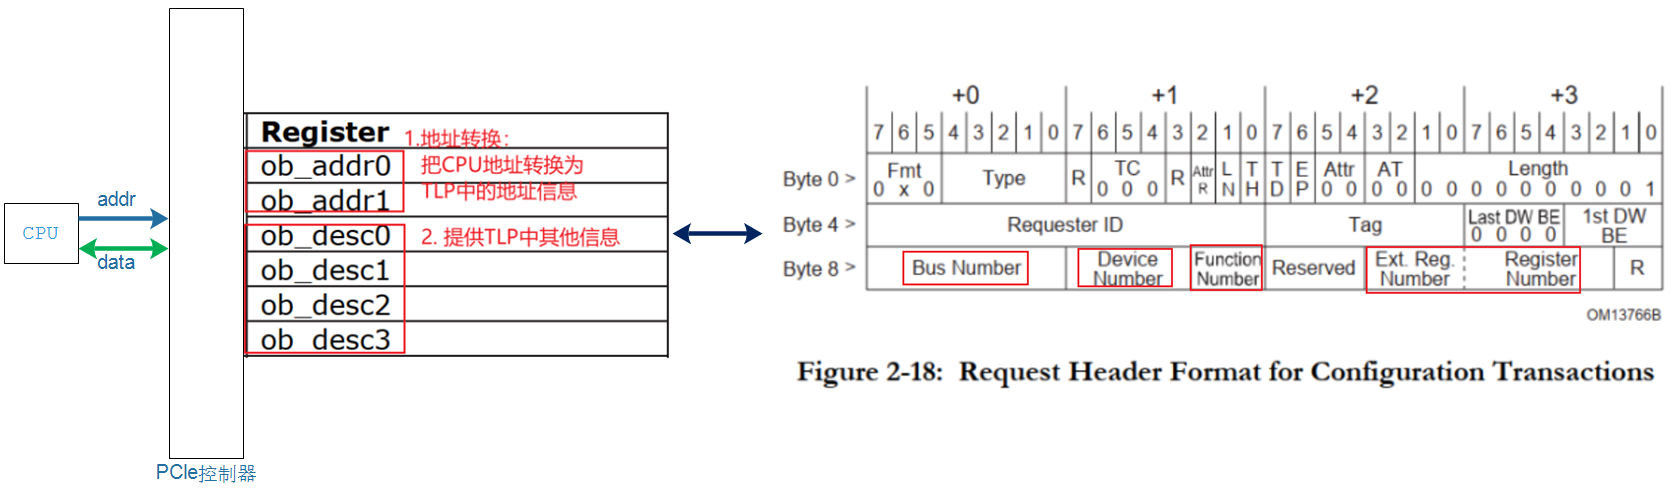 CPU
addr
data
PCIe控制器
Register
ob_addr0
ob_addr1
ob_desc0
ob_desc1
ob_desc2
ob_desc3
1.地址转换：
把CPU地址转换为
TLP中的地址信息
2. 提供TLP中其他信息
+0 +1 +2 +3
7 6 5 4 3 2 1 0 7 6 5 4 3 2 1 0 7 6 5 4 3 2 1 0 7 6 5 4 3 2 1 0
Byte 0 > Fmt 0 x 0 Type R TC 0 0 0 R Attr R LN TH TD EP Attr 0 0 AT 0 0 Length 0 0 0 0 0 0 0 0 0 1
Byte 4 > Requester ID Tag Last DW BE 0 0 0 0 1st DW BE
Byte 8 > Bus Number Device Number Function Number Reserved Ext. Reg. Number Register Number R
OM13766B
Figure 2-18: Request Header Format for Configuration Transactions